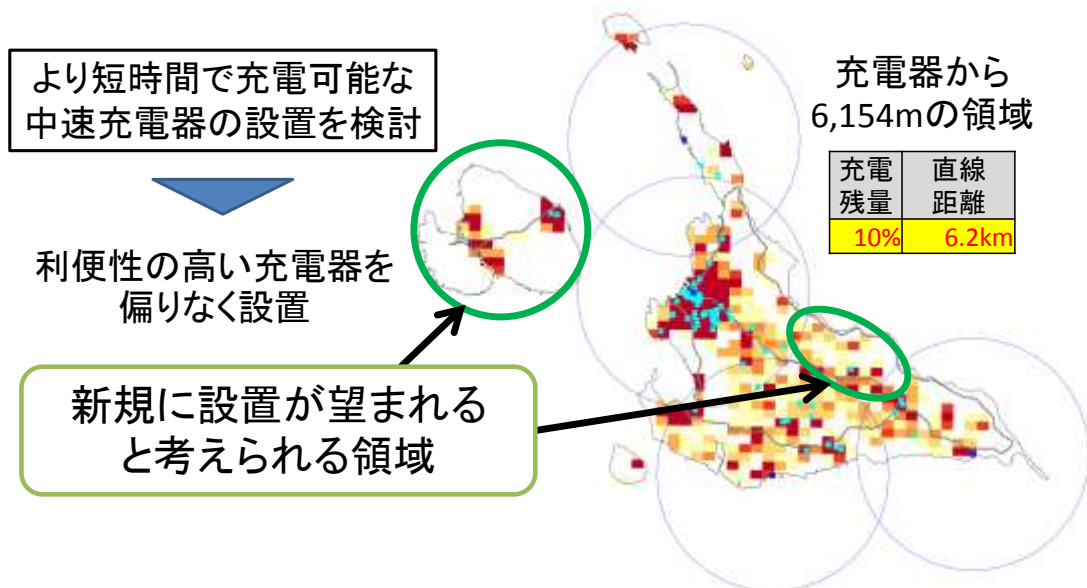 より短時間で充電可能な
中速充電器の設置を検討
利便性の高い充電器を
偏りなく設置
新規に設置が望まれる
と考えられる領域
充電器から
6,154mの領域
充電 直線
残量 距離
10% 6.2km